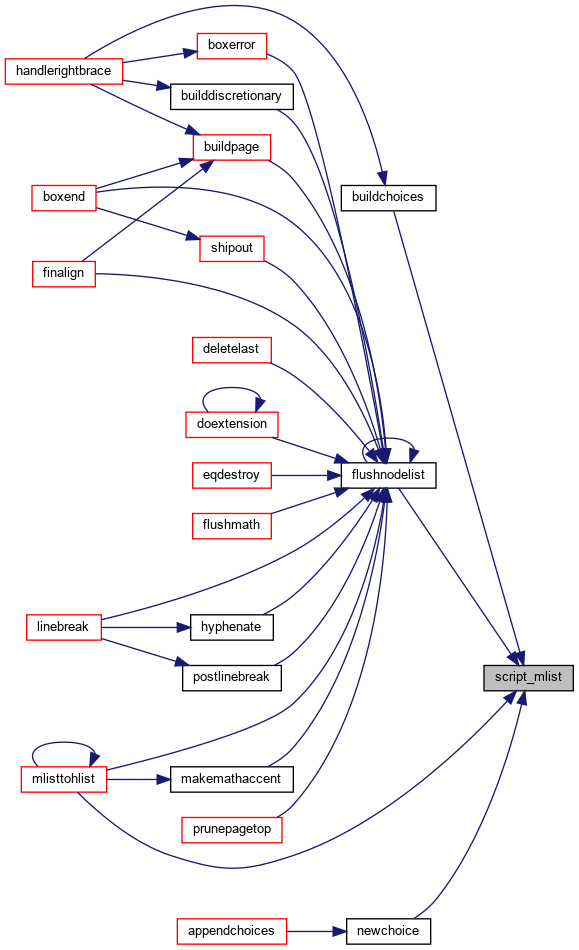 boxerror
handlerightbrace
builddiscretionary
buildpage
boxend
buildchoices
shipout
finalign
deletelast
doextension
eqdestroy
flushnodelist
flushmath
linebreak
hyphenate
postlinebreak
script_mlist
mlisttohlist
makemathaccent
prunepagetop
appendchoices
newchoice